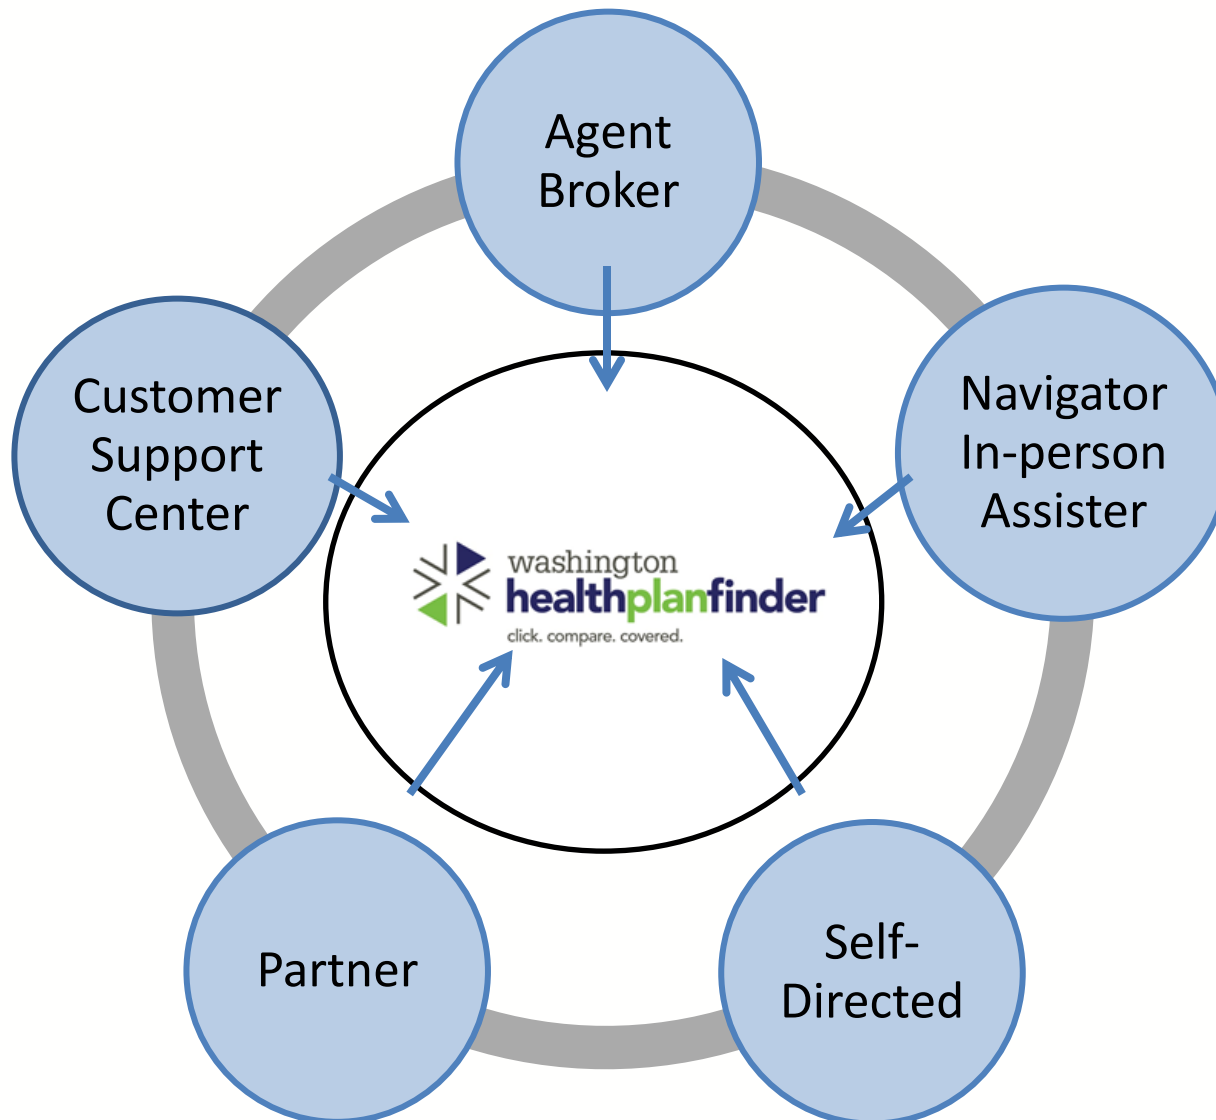 Agent
Broker
Customer
Support
Center
Navigator
In-person
Assister
washington
healthplanfinder
click. compare. covered.
Partner
Self-
Directed